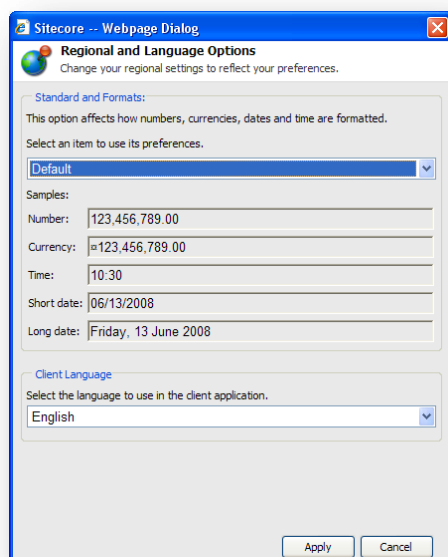 Sitecore -- Webpage Dialog
Regional and Language Options
Change your regional settings to reflect your preferences.
Standard and Formats:
This option affects how numbers, currencies, dates and time are formatted.
Select an item to use its preferences.
Default
Samples:
Number: 123,456,789.00
Currency: ¤123,456,789.00
Time: 10:30
Short date: 06/13/2008
Long date: Friday, 13 June 2008
Client Language
Select the language to use in the client application.
English
Apply Cancel